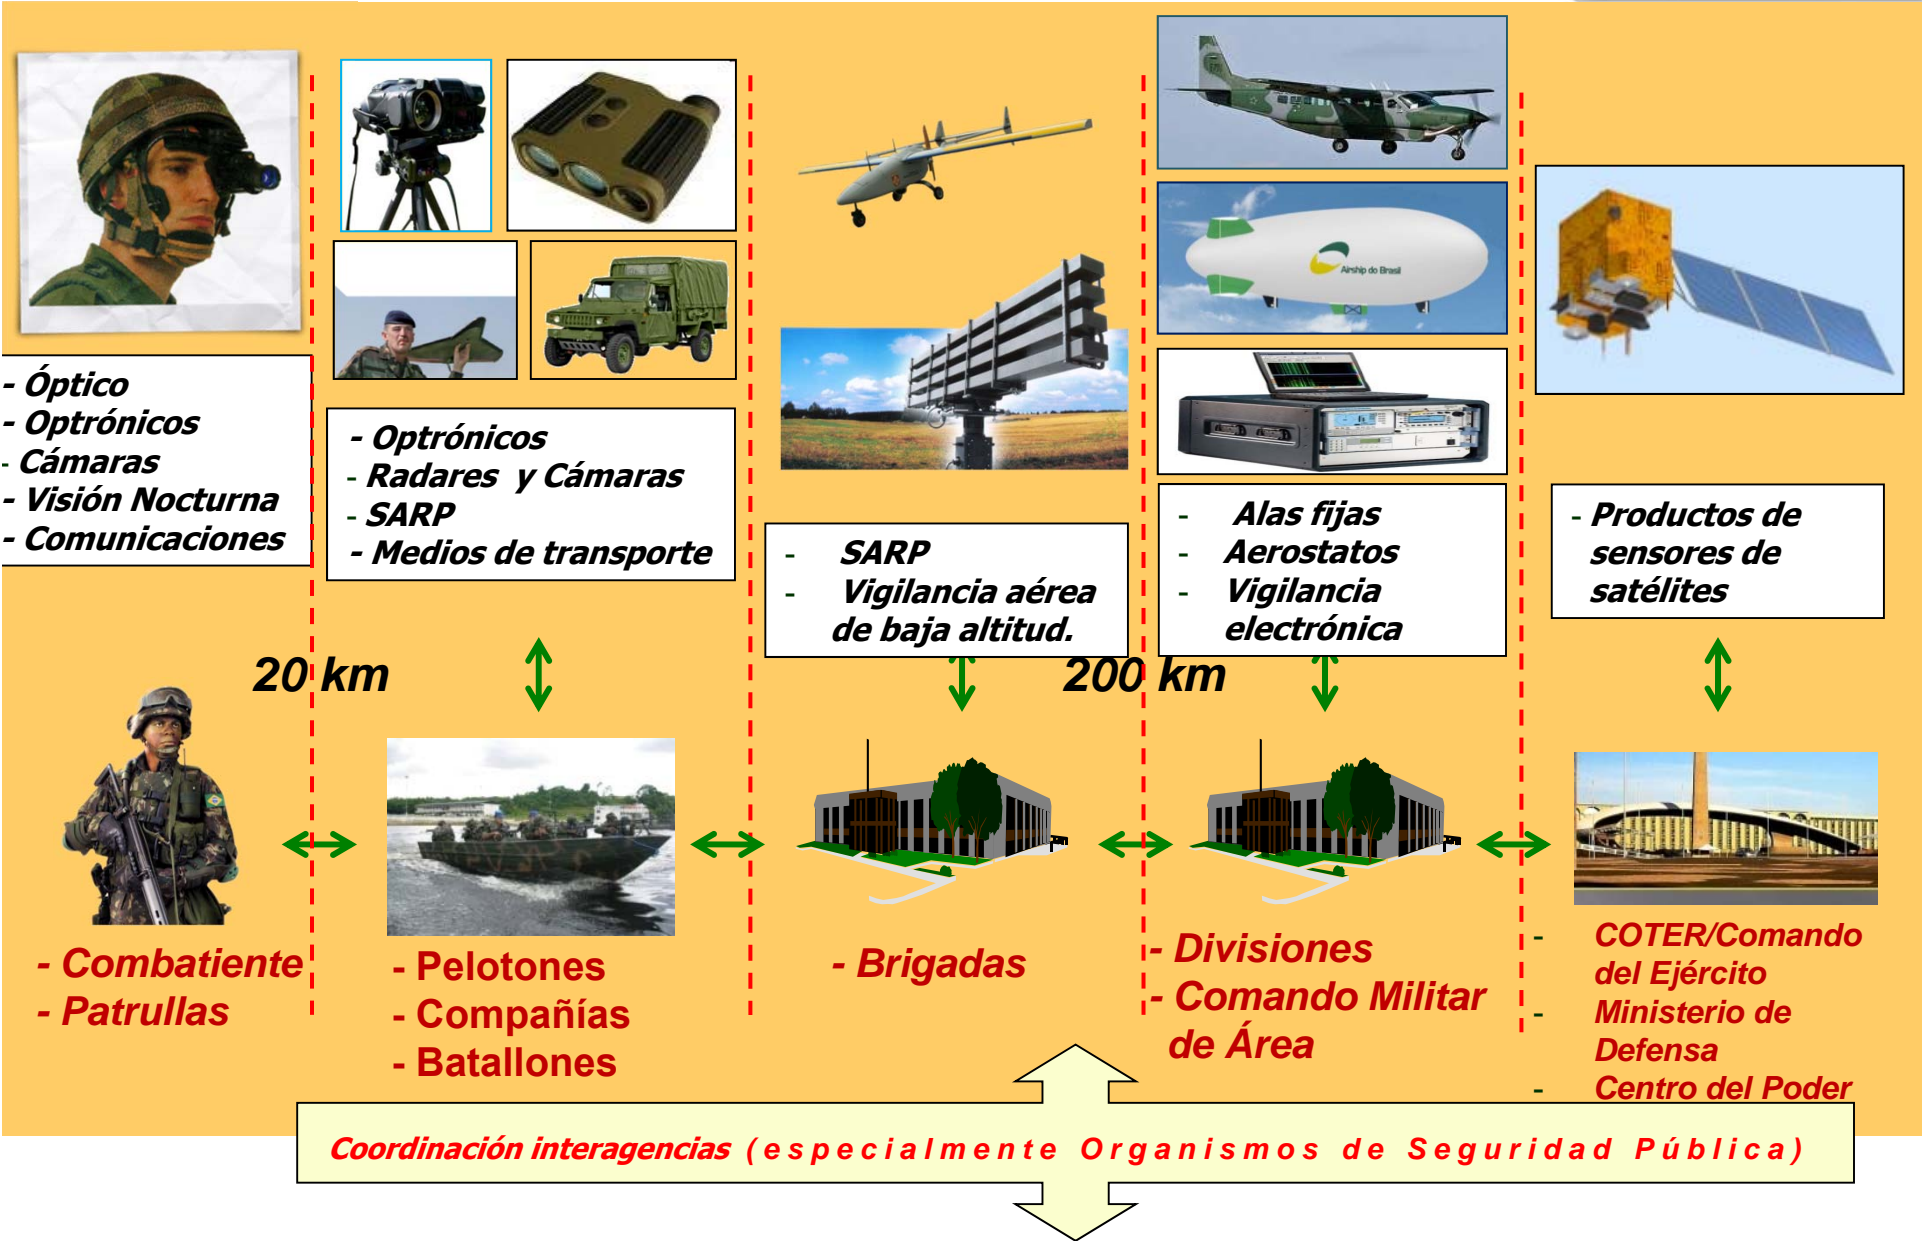 Airship do Brasil
- Óptico
- Optrónicos
- Cámaras
- Visión Nocturna
- Comunicaciones
- Optrónicos
- Radares y Cámaras
- SARP
- Medios de transporte
- SARP
- Vigilancia aérea
de baja altitud.
- Alas fijas
- Aerostatos
- Vigilancia
electrónica
- Productos de
sensores de
satélites
20 km
200 km
- Combatiente
- Patrullas
- Pelotones
- Compañías
- Batallones
- Brigadas
- Divisiones
- Comando Militar
de Área
- COTER/Comando
del Ejército
- Ministerio de
Defensa
- Centro del Poder
Coordinación interagencias (especialmente Organismos de Seguridad Pública)